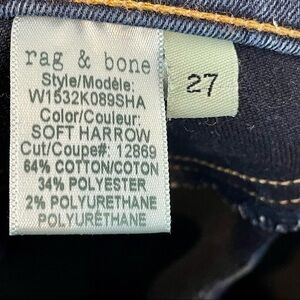 rag & bone
Style/Modèle:
W1532K089SHA
Color/Couleur:
SOFT HARROW
Cut/Coupe#: 12869
64% COTTON/COTON
34% POLYESTER
2% POLYURETHANE
POLYURÉTHANE
27